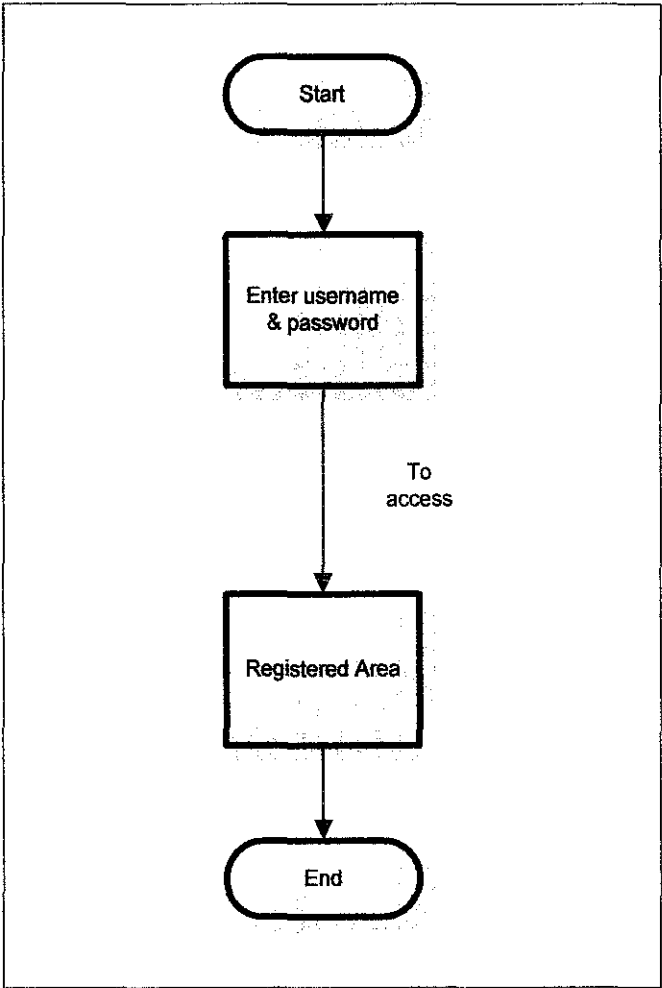 Start
Enter username
& password
To
access
Registered Area
End